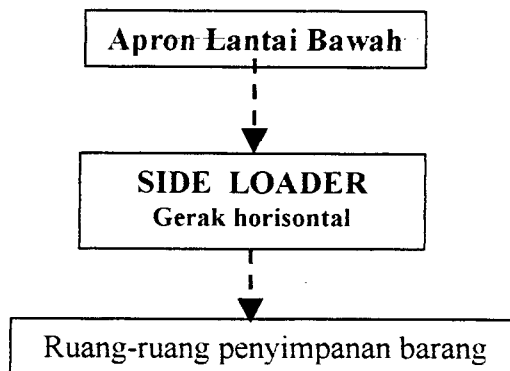 Apron Lantai Bawah
SIDE LOADER
Gerak horisontal
Ruang-ruang penyimpanan barang